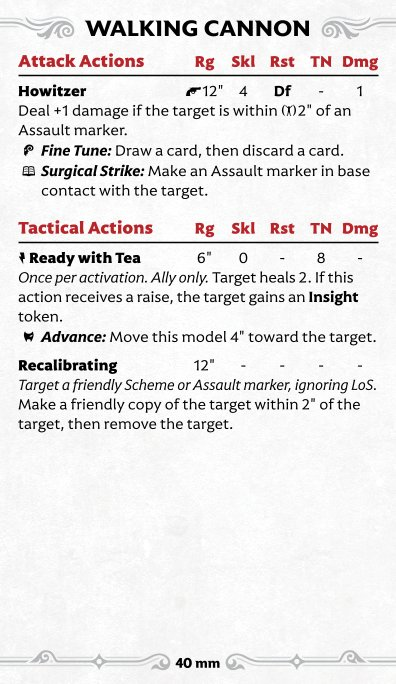 WALKING CANNON
Attack Actions Rg Skl Rst TN Dmg
Howitzer 12" 4 Df - 1
Deal +1 damage if the target is within 2" of an
Assault marker.
Fine Tune: Draw a card, then discard a card.
Surgical Strike: Make an Assault marker in base
contact with the target.
Tactical Actions Rg Skl Rst TN Dmg
Ready with Tea 6" 0 - 8 -
Once per activation. Ally only. Target heals 2. If this
action receives a raise, the target gains an Insight
token.
Advance: Move this model 4" toward the target.
Recalibrating 12" - - - -
Target a friendly Scheme or Assault marker, ignoring LoS.
Make a friendly copy of the target within 2" of the
target, then remove the target.
40 mm